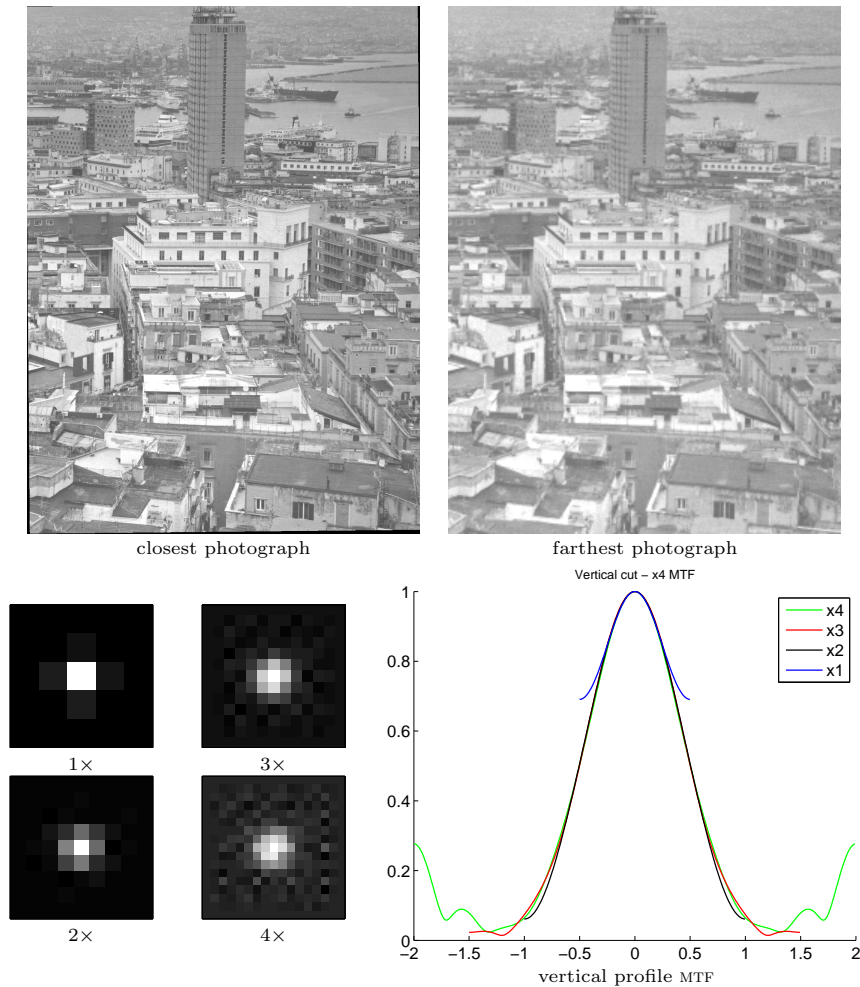 closest photograph
farthest photograph
1×
3×
2×
4×
Vertical cut – x4 MTF
x4
x3
x2
x1
1
0.8
0.6
0.4
0.2
0
−2 −1.5 −1 −0.5 0 0.5 1 1.5 2
vertical profile MTF